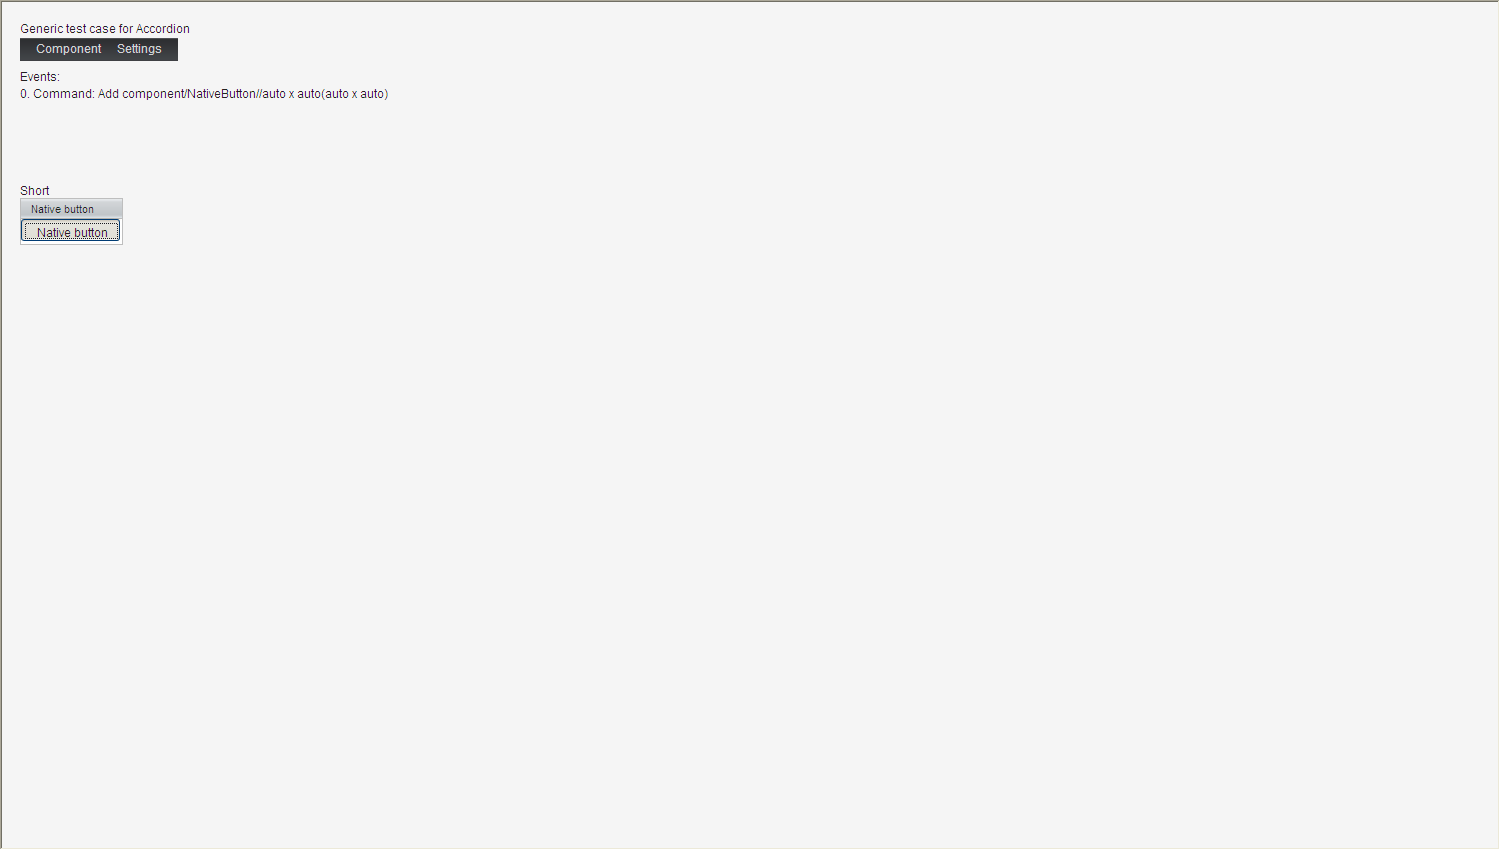 Generic test case for Accordion
Component Settings
Events:
0. Command: Add component/NativeButton//auto x auto(auto x auto)
Short
Native button
Native button